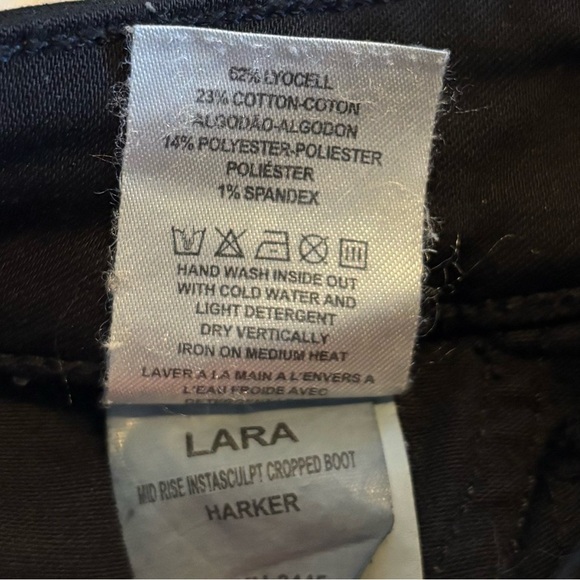 62% LYOCELL
23% COTTON-COTON
ALGODÃO-ALGODON
14% POLYESTER-POLIESTER
POLIÉSTER
1% SPANDEX
HAND WASH INSIDE OUT
WITH COLD WATER AND
LIGHT DETERGENT
DRY VERTICALLY
IRON ON MEDIUM HEAT
LAVER A LA MAIN A L'ENVERS A
L'EAU FROIDE AVEC
LARA
MID RISE INSTASCULPT CROPPED BOOT
HARKER